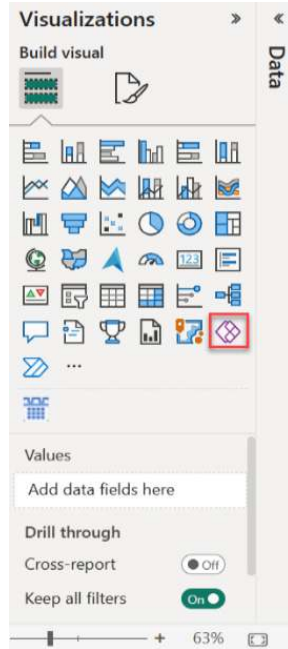 Visualizations
Build visual
Data
123
Values
Add data fields here
Drill through
Cross-report
Off
Keep all filters
On
63%